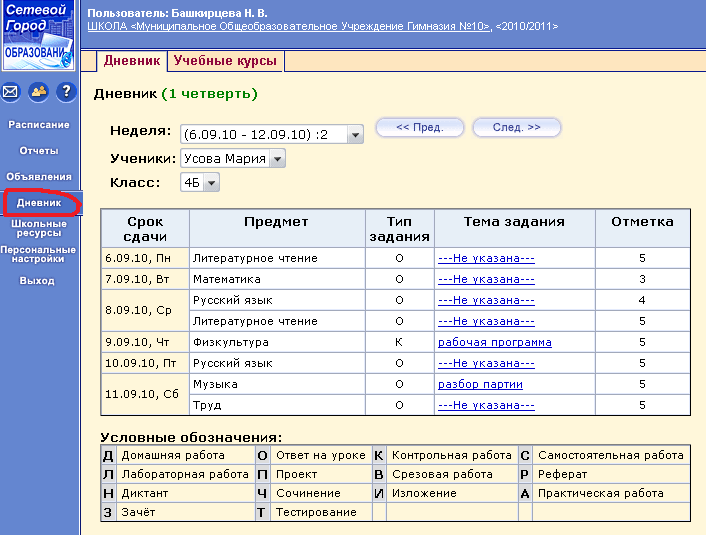 Сетевой
Город
ОБРАЗОВАНИ
Пользователь: Башкирцева Н. В.
ШКОЛА <Муниципальное Общеобразовательное Учреждение Гимназия №10>, <2010/2011>
Дневник Учебные курсы
?
Расписание
Отчеты
Объявления
Дневник
Школьные
ресурсы
Персональные
настройки
Выход
Дневник (1 четверть)
Неделя: (6.09.10 - 12.09.10) :2 << Пред. След. >>
Ученики: Усова Мария
Класс: 4Б
Срок сдачи Предмет Тип задания Тема задания Отметка
6.09.10, Пн Литературное чтение О ---Не указана--- 5
7.09.10, Вт Математика О ---Не указана--- 3
8.09.10, Ср Русский язык О ---Не указана--- 4
Литературное чтение О ---Не указана--- 5
9.09.10, Чт Физкультура К рабочая программа 5
10.09.10, Пт Русский язык О ---Не указана--- 5
11.09.10, Сб Музыка О разбор партии 5
Труд О ---Не указана--- 5
Условные обозначения:
Д Домашняя работа О Ответ на уроке К Контрольная работа С Самостоятельная работа
Л Лабораторная работа П Проект В Срезовая работа Р Реферат
Н Диктант Ч Сочинение И Изложение А Практическая работа
З Зачёт Т Тестирование